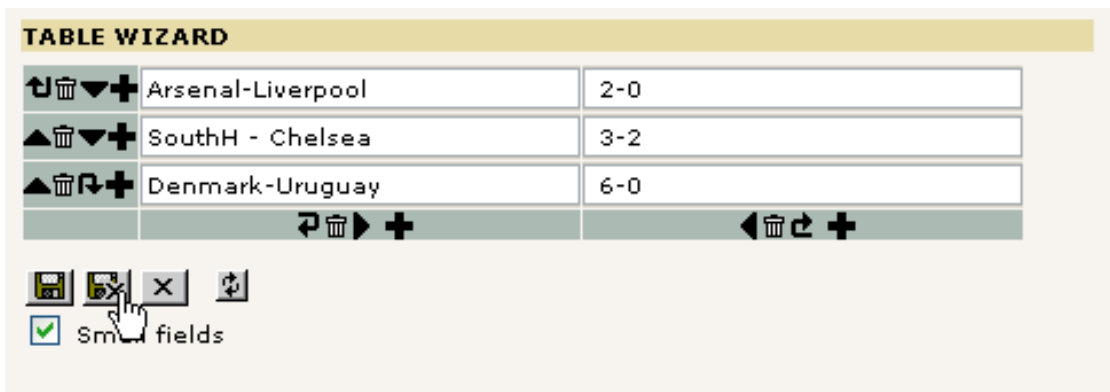 TABLE WIZARD
Arsenal-Liverpool 2-0
SouthH - Chelsea 3-2
Denmark-Uruguay 6-0
fields